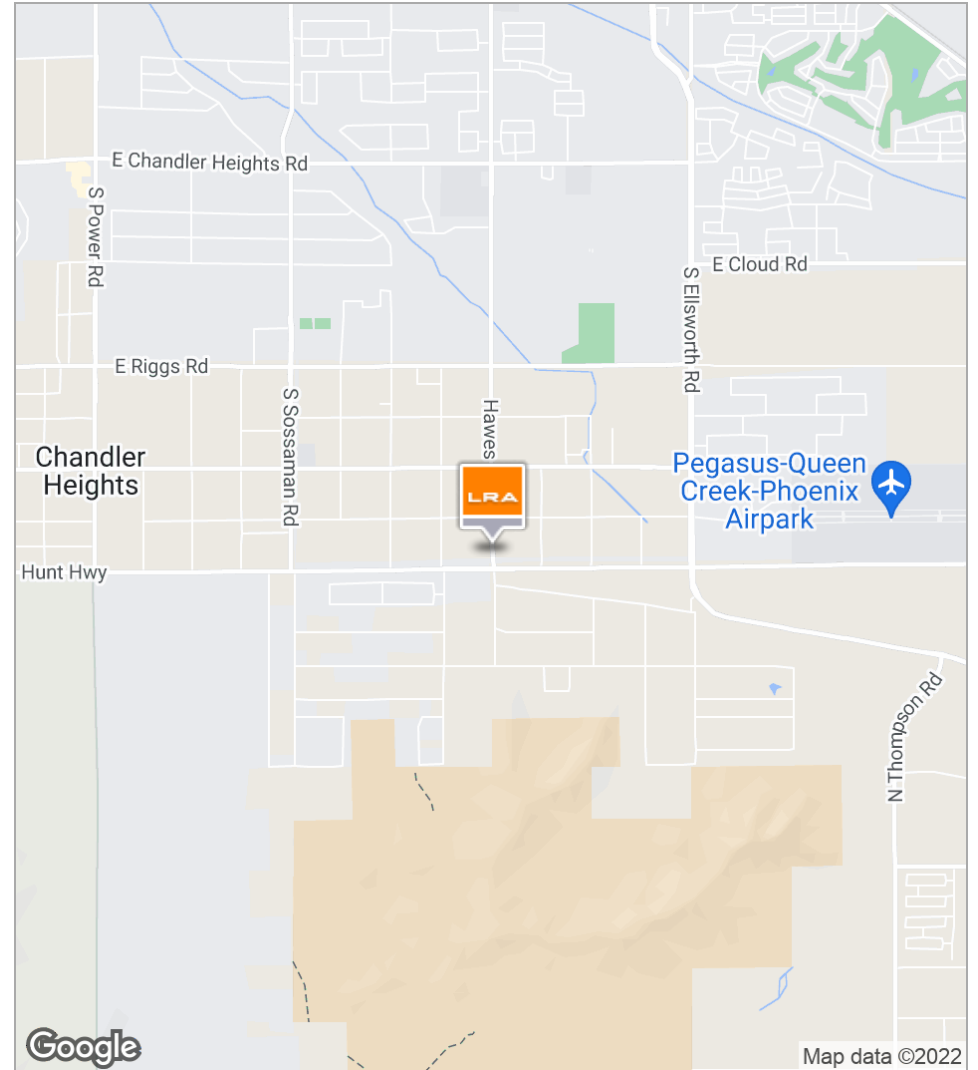 E Chandler Heights Rd
S Power Rd
E Cloud Rd
S Ellsworth Rd
E Riggs Rd
S Sossaman Rd
Hawes
Chandler
Heights
LRA
Pegasus-Queen
Creek-Phoenix
Airpark
Hunt Hwy
N Thompson Rd
Google
Map data ©2022